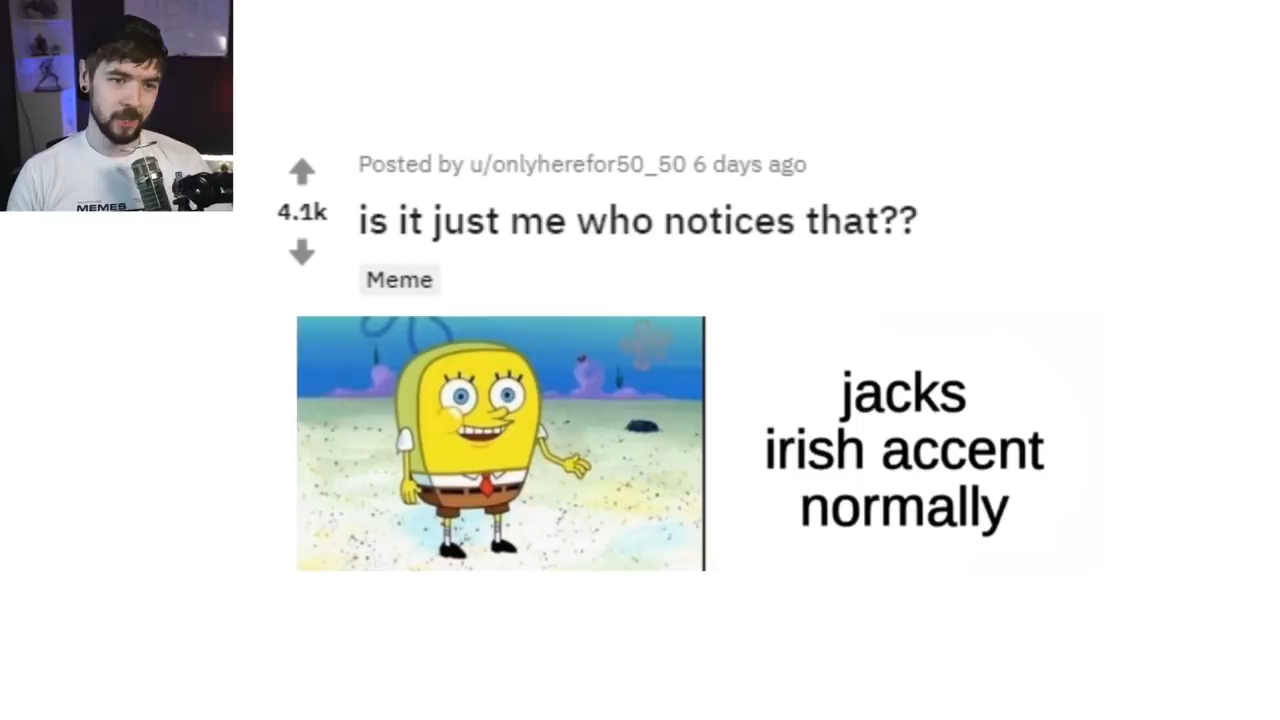 MEMES
Posted by u/onlyherefor50_50 6 days ago
4.1k
is it just me who notices that??
Meme
jacks
irish accent
normally